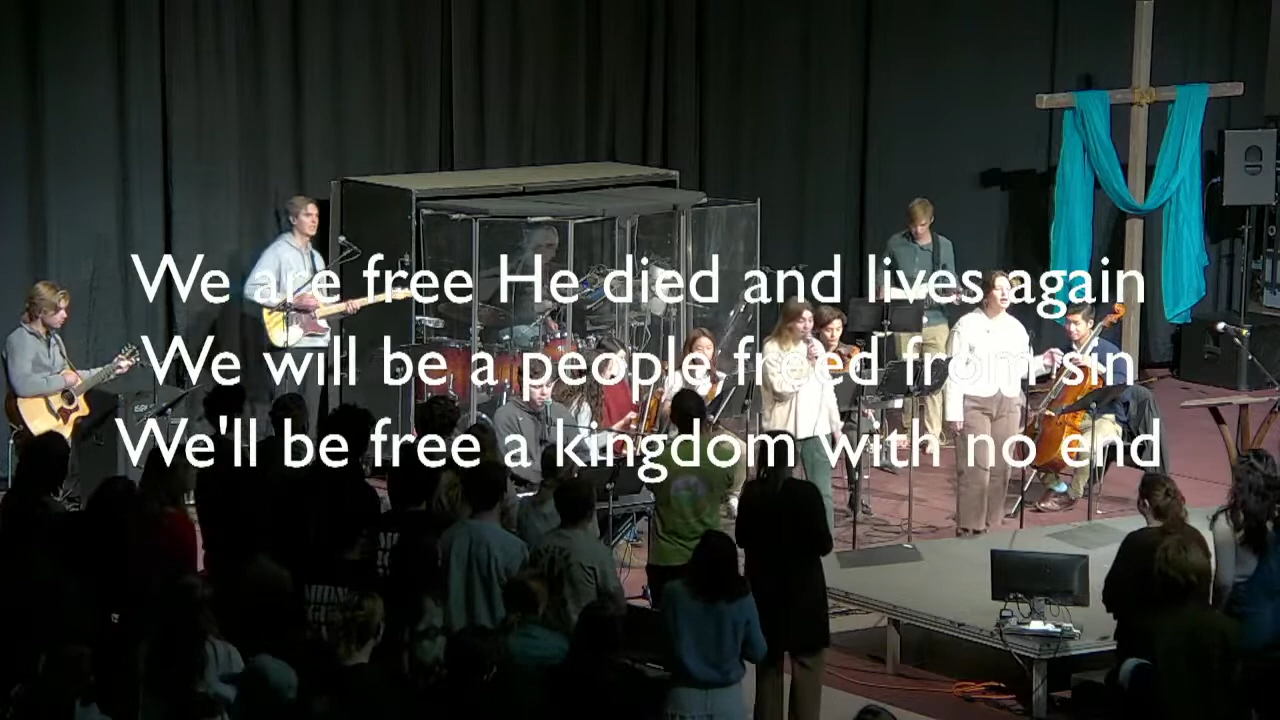 We are free He died and lives again
We will be a people freed from sin
We'll be free a kingdom with no end